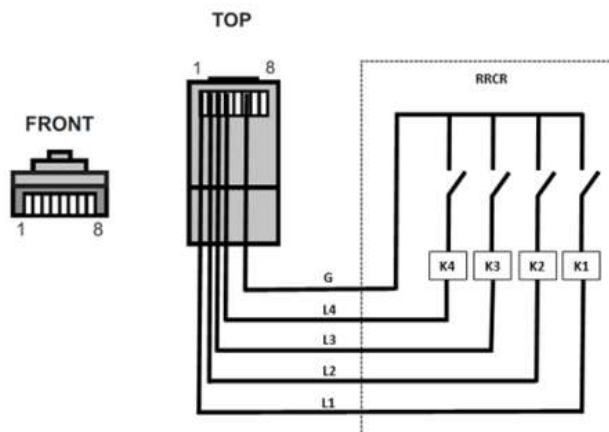 TOP
1 8
RRCR
FRONT
1 8
K4 K3 K2 K1
G
L4
L3
L2
L1